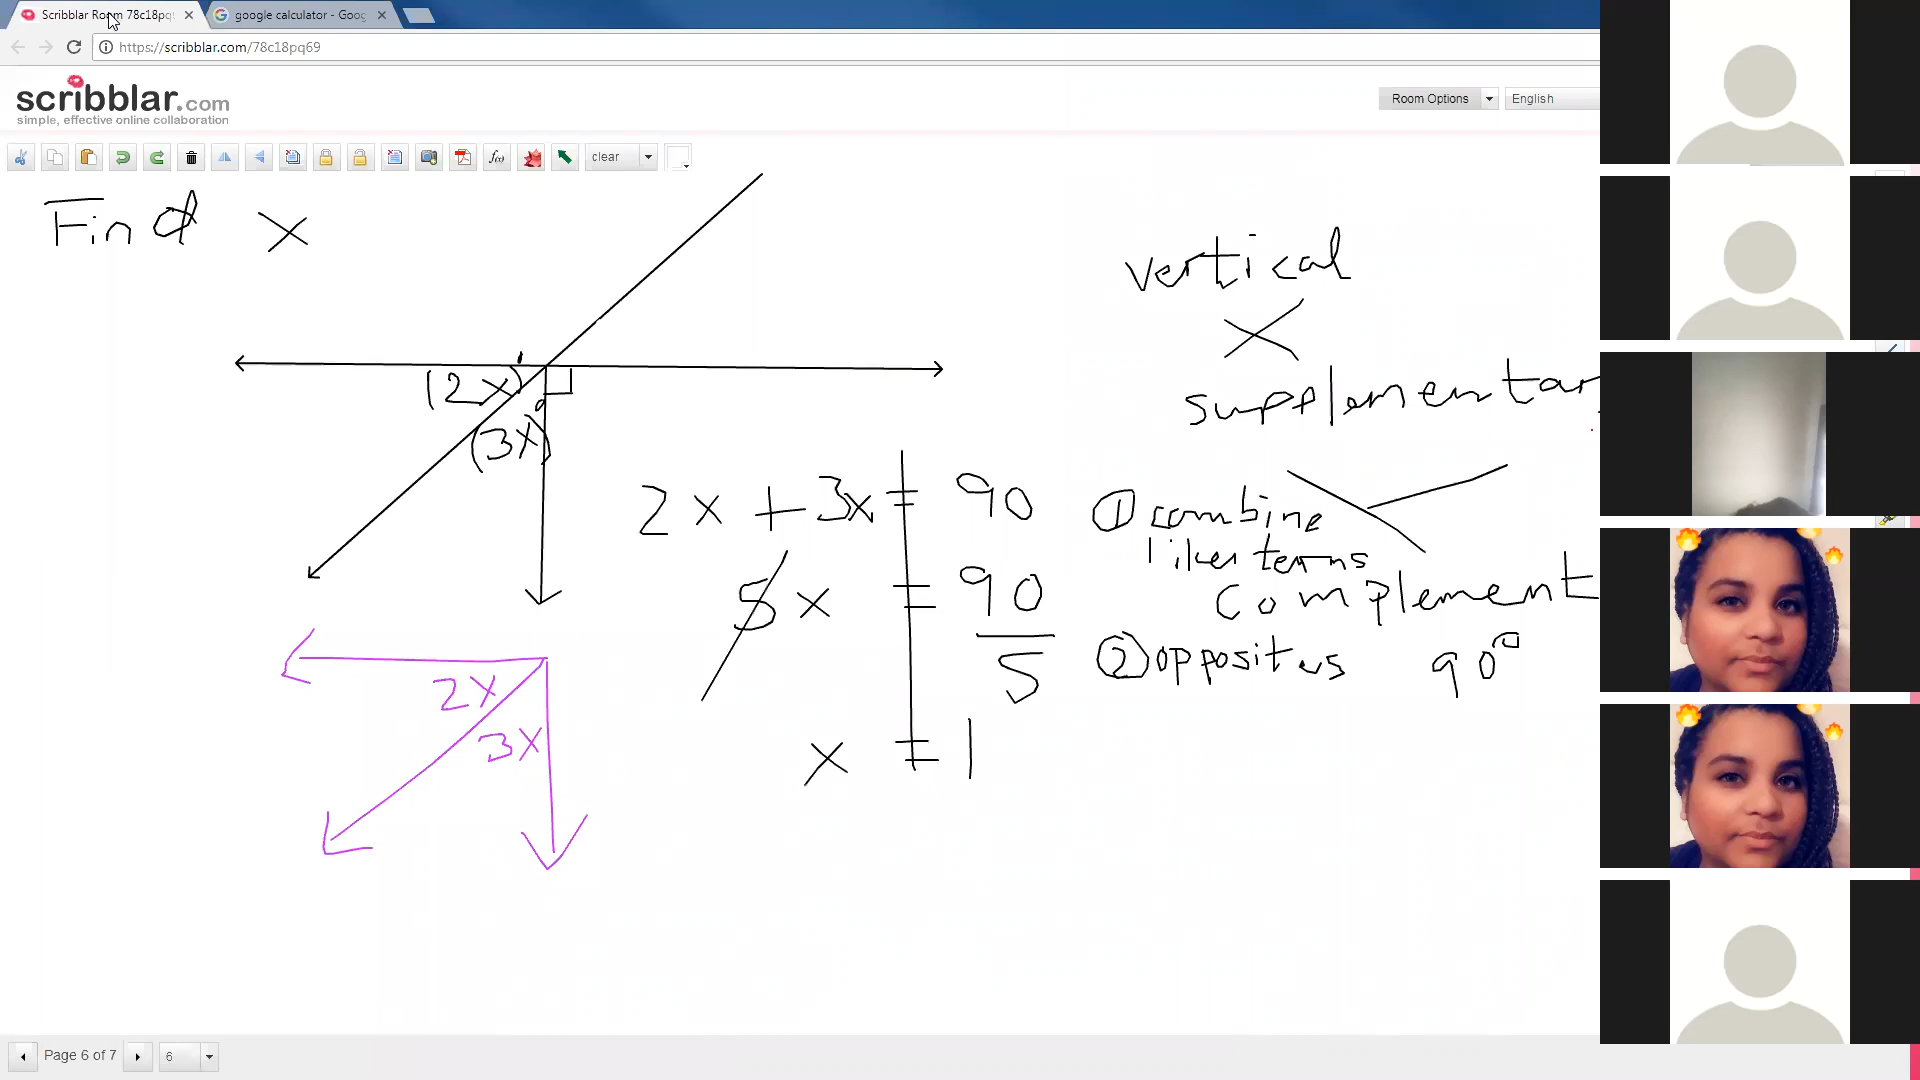 Scribblar Room 78c18pq
google calculator - Goog
https://scribblar.com/78c18pq69
scribblar.com
simple, effective online collaboration
Room Options
English
f(x)
clear
Find x
vertical
supplementar
(2x)°
(3x)°
2x + 3x = 90
① combine
like terms
5x = 90
5
complement
② opposites
90°
2x
3x
x = 1
Page 6 of 7
6